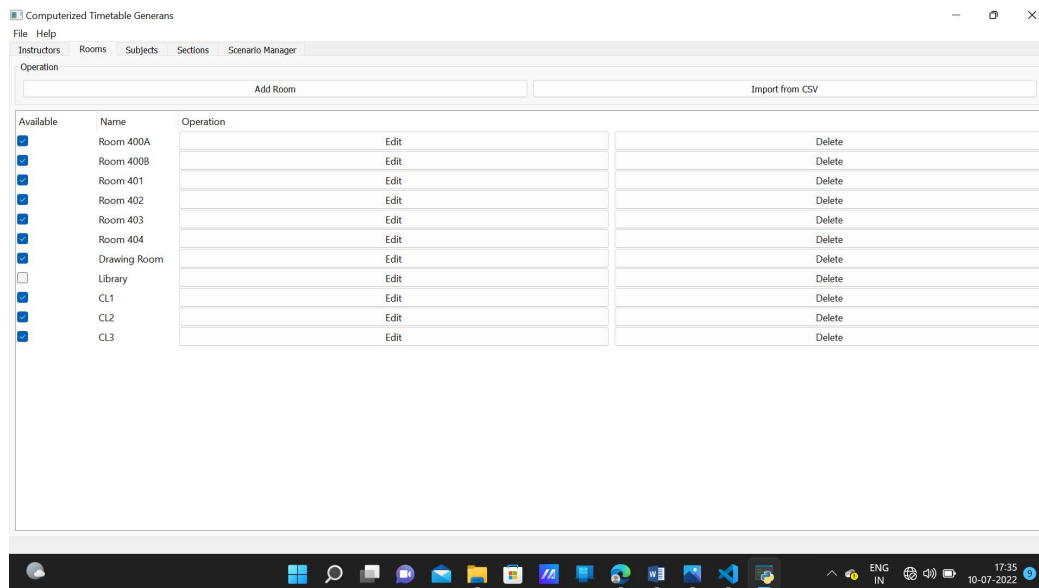 Computerized Timetable Generans
File Help
Instructors Rooms Subjects Sections Scenario Manager
Operation
Add Room Import from CSV
Available Name Operation
Room 400A Edit Delete
Room 400B Edit Delete
Room 401 Edit Delete
Room 402 Edit Delete
Room 403 Edit Delete
Room 404 Edit Delete
Drawing Room Edit Delete
Library Edit Delete
CL1 Edit Delete
CL2 Edit Delete
CL3 Edit Delete
ENG 17:35
IN 10-07-2022 9